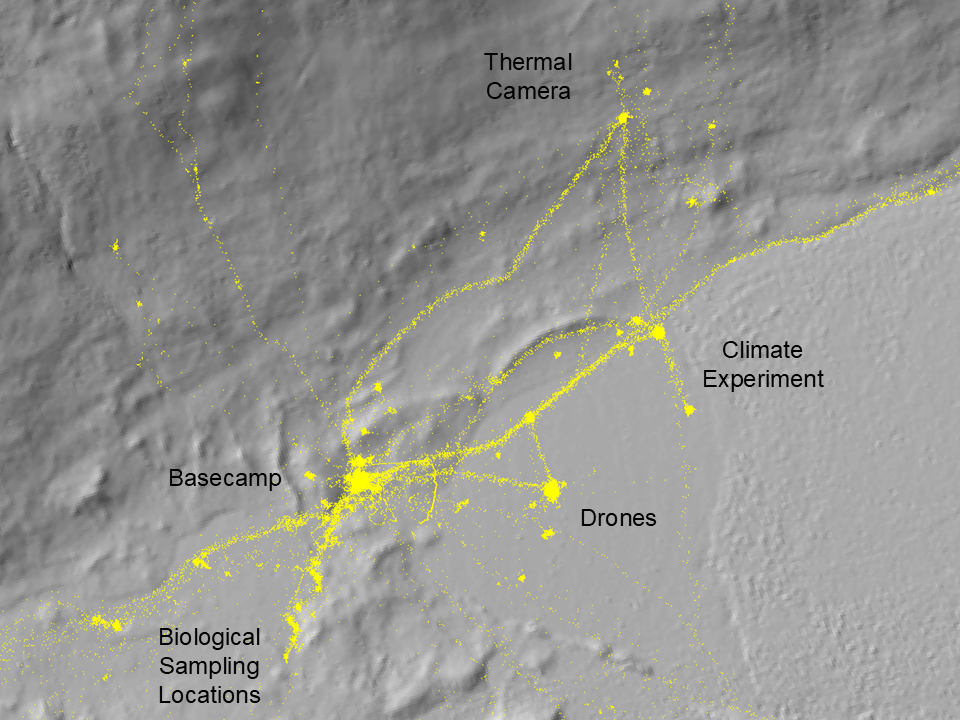 Thermal
Camera
Climate
Experiment
Basecamp
Drones
Biological
Sampling
Locations